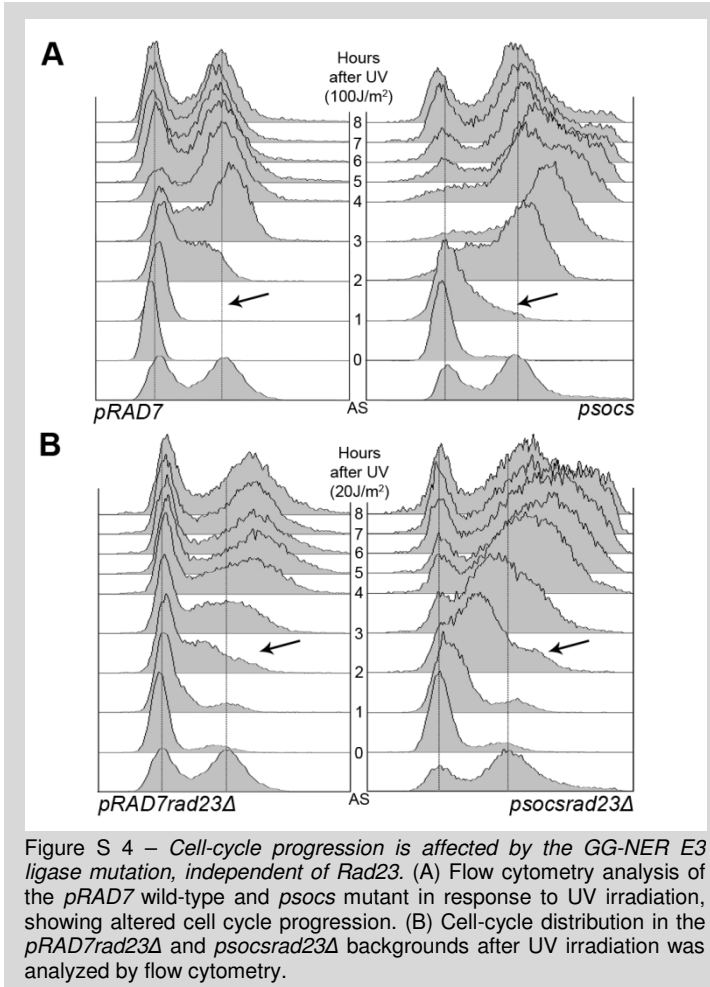 A
Hours
after UV
(100J/m²)
8
7
6
5
4
3
2
1
0
AS
pRAD7
psocs
B
Hours
after UV
(20J/m²)
8
7
6
5
4
3
2
1
0
AS
pRAD7rad23Δ
psocsrad23Δ
Figure S 4 – Cell-cycle progression is affected by the GG-NER E3
ligase mutation, independent of Rad23. (A) Flow cytometry analysis of
the pRAD7 wild-type and psocs mutant in response to UV irradiation,
showing altered cell cycle progression. (B) Cell-cycle distribution in the
pRAD7rad23Δ and psocsrad23Δ backgrounds after UV irradiation was
analyzed by flow cytometry.